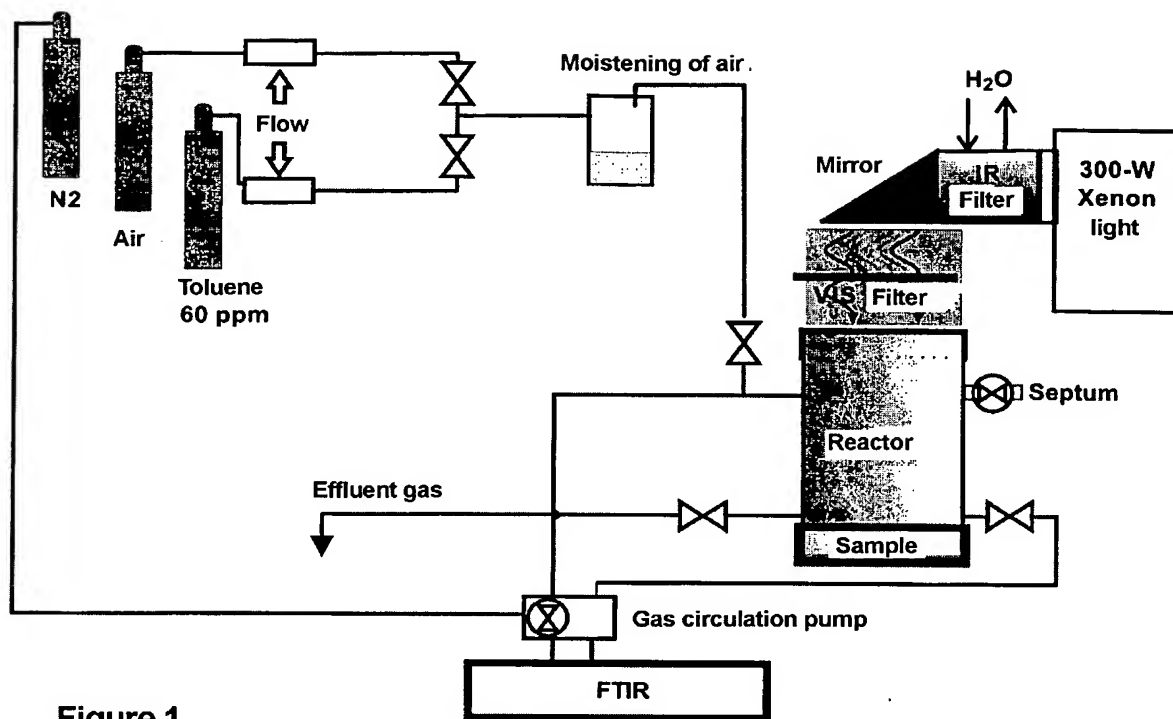 N2
Air
Toluene
60 ppm
Flow
Moistening of air.
H₂O
Mirror
IR
Filter
300-W
Xenon
light
VIS Filter
Septum
Reactor
Effluent gas
Sample
Gas circulation pump
FTIR
Figure 1